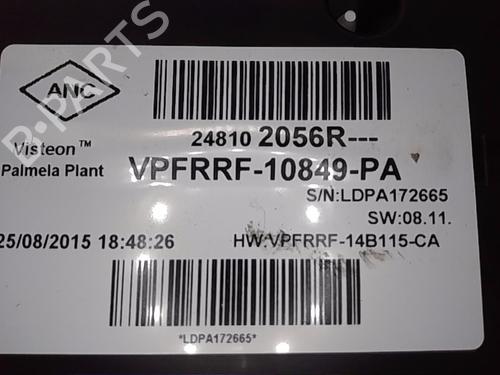 ANC
Visteon™
Palmela Plant
24810 2056R---
VPFRRF-10849-PA
S/N:LDPA172665
SW:08.11.
25/08/2015 18:48:26
HW:VPFRRF-14B115-CA
*LDPA172665*
B-PARTS